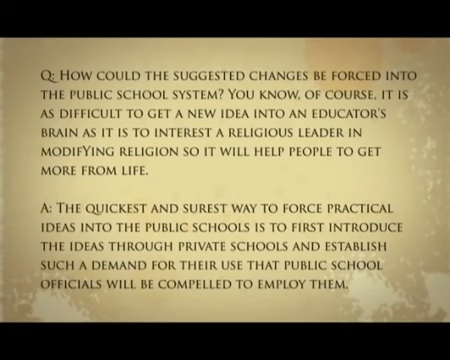 Q: HOW COULD THE SUGGESTED CHANGES BE FORCED INTO
THE PUBLIC SCHOOL SYSTEM? YOU KNOW, OF COURSE, IT IS
AS DIFFICULT TO GET A NEW IDEA INTO AN EDUCATOR'S
BRAIN AS IT IS TO INTEREST A RELIGIOUS LEADER IN
MODIFYING RELIGION SO IT WILL HELP PEOPLE TO GET
MORE FROM LIFE.
A: THE QUICKEST AND SUREST WAY TO FORCE PRACTICAL
IDEAS INTO THE PUBLIC SCHOOLS IS TO FIRST INTRODUCE
THE IDEAS THROUGH PRIVATE SCHOOLS AND ESTABLISH
SUCH A DEMAND FOR THEIR USE THAT PUBLIC SCHOOL
OFFICIALS WILL BE COMPELLED TO EMPLOY THEM.